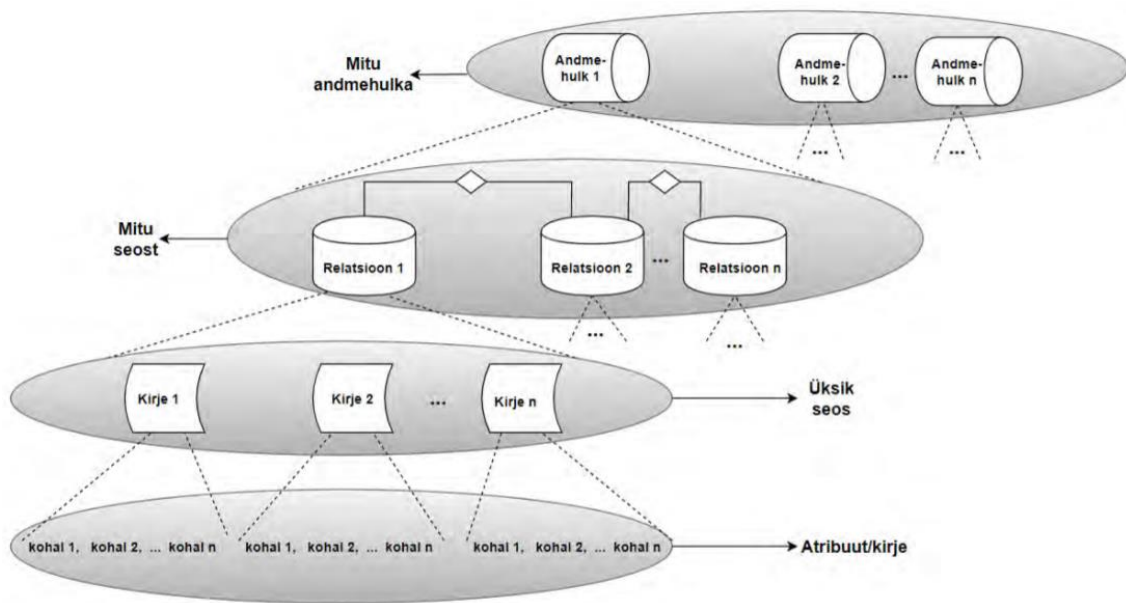 Mitu
andmehulka
Andme-
hulk 1
Andme-
hulk 2
...
Andme-
hulk n
...
...
Mitu
seost
Relatsioon 1
Relatsioon 2
...
Relatsioon n
...
...
Kirje 1
Kirje 2
...
Kirje n
Üksik
seos
kohal 1, kohal 2, ... kohal n
kohal 1, kohal 2, ... kohal n
kohal 1, kohal 2, ... kohal n
Atribuut/kirje